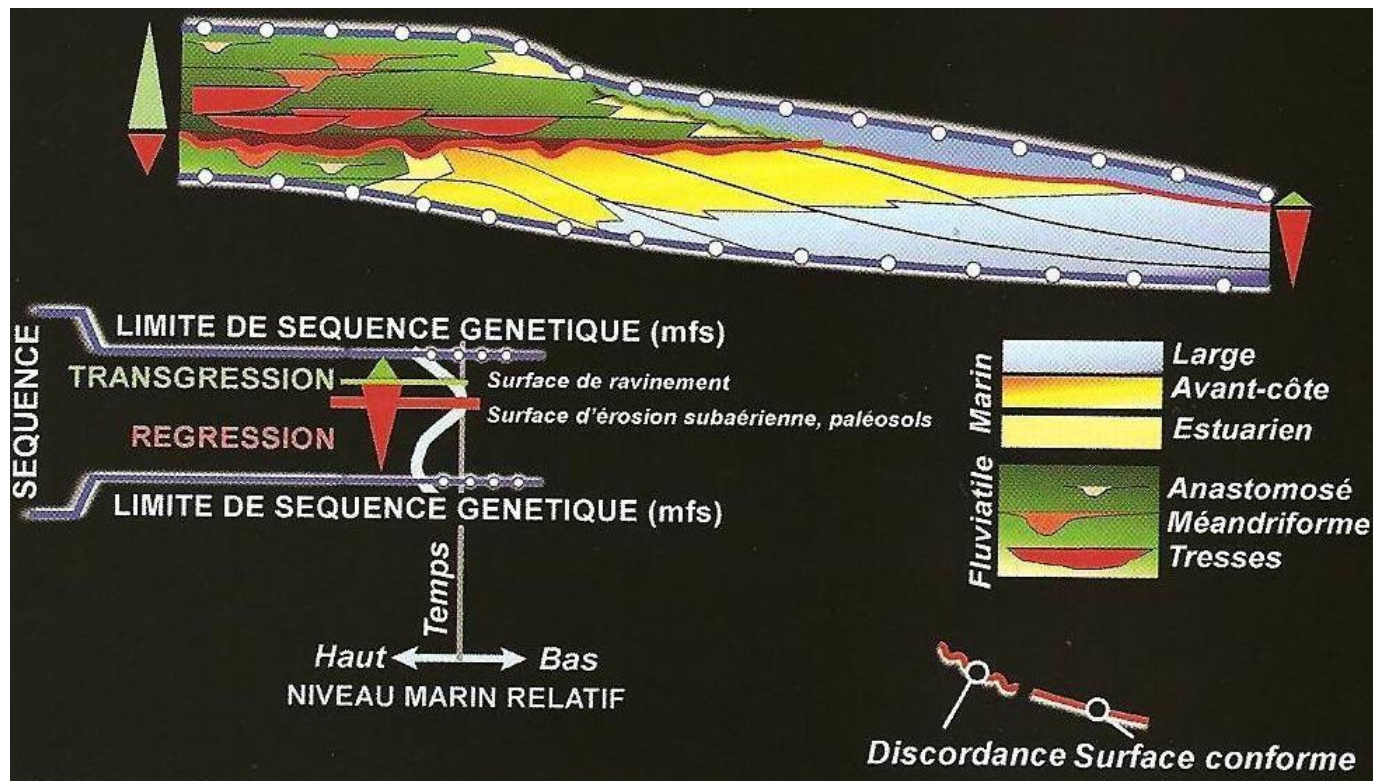 SEQUENCE
LIMITE DE SEQUENCE GENETIQUE (mfs)
TRANSGRESSION
Surface de ravinement
Surface d'érosion subaérienne, paléosols
REGRESSION
LIMITE DE SEQUENCE GENETIQUE (mfs)
Temps
Haut
Bas
NIVEAU MARIN RELATIF
Marin
Large
Avant-côte
Estuarien
Fluviatile
Anastomosé
Méandriforme
Tresses
Discordance
Surface conforme